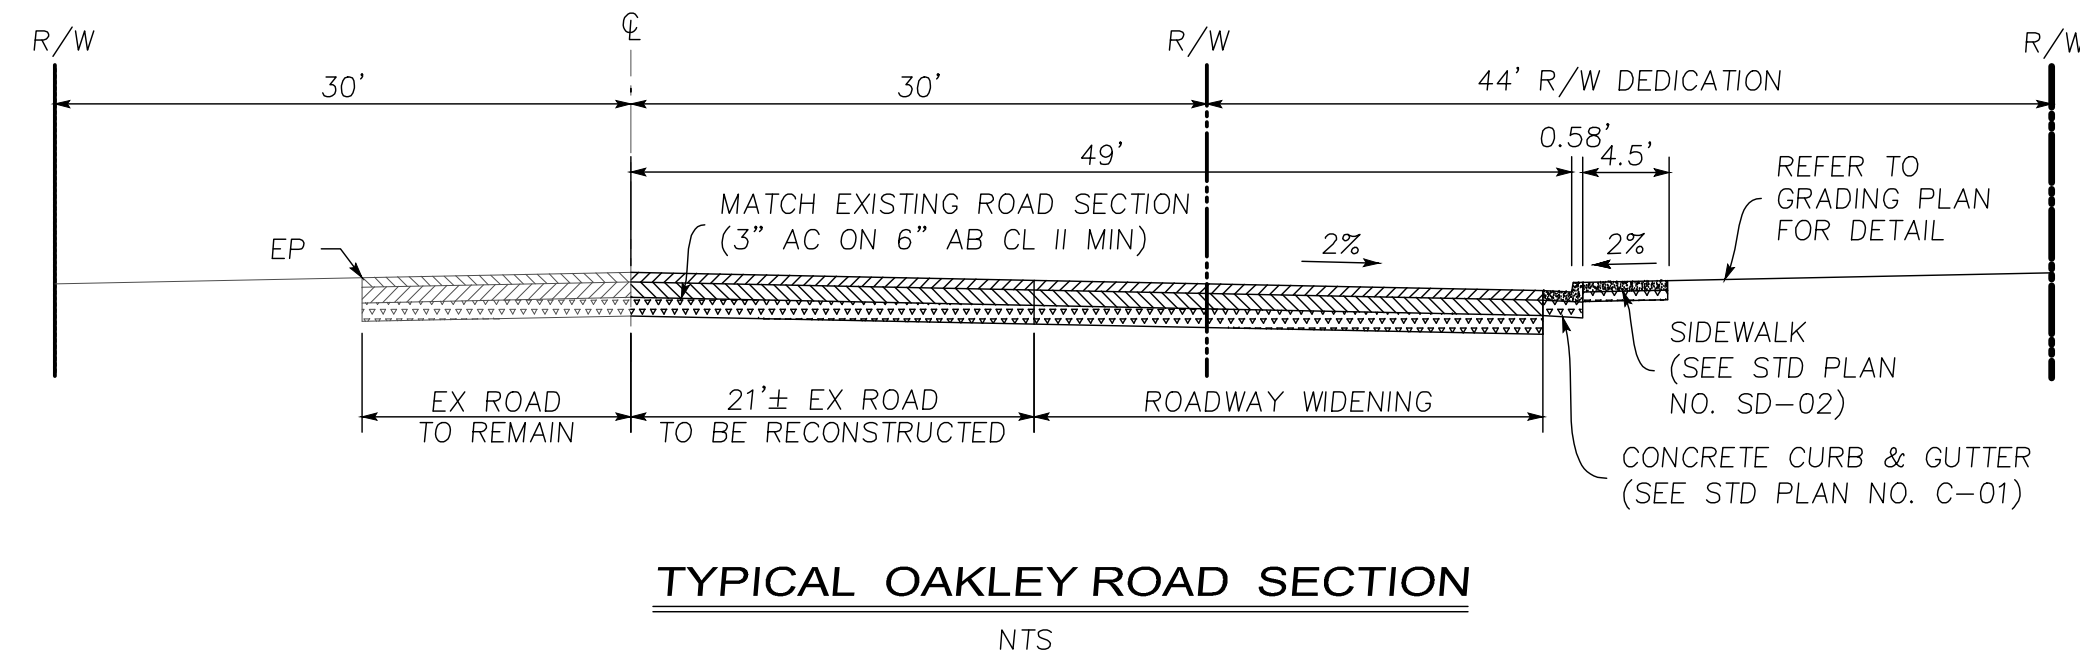 R/W
℄
R/W
R/W
30'
30'
44' R/W DEDICATION
0.58'
49'
4.5'
REFER TO
GRADING PLAN
FOR DETAIL
MATCH EXISTING ROAD SECTION
(3" AC ON 6" AB CL II MIN)
EP
2%
2%
SIDEWALK
(SEE STD PLAN
NO. SD-02)
EX ROAD
TO REMAIN
21'± EX ROAD
TO BE RECONSTRUCTED
ROADWAY WIDENING
CONCRETE CURB & GUTTER
(SEE STD PLAN NO. C-01)
TYPICAL OAKLEY ROAD SECTION
NTS